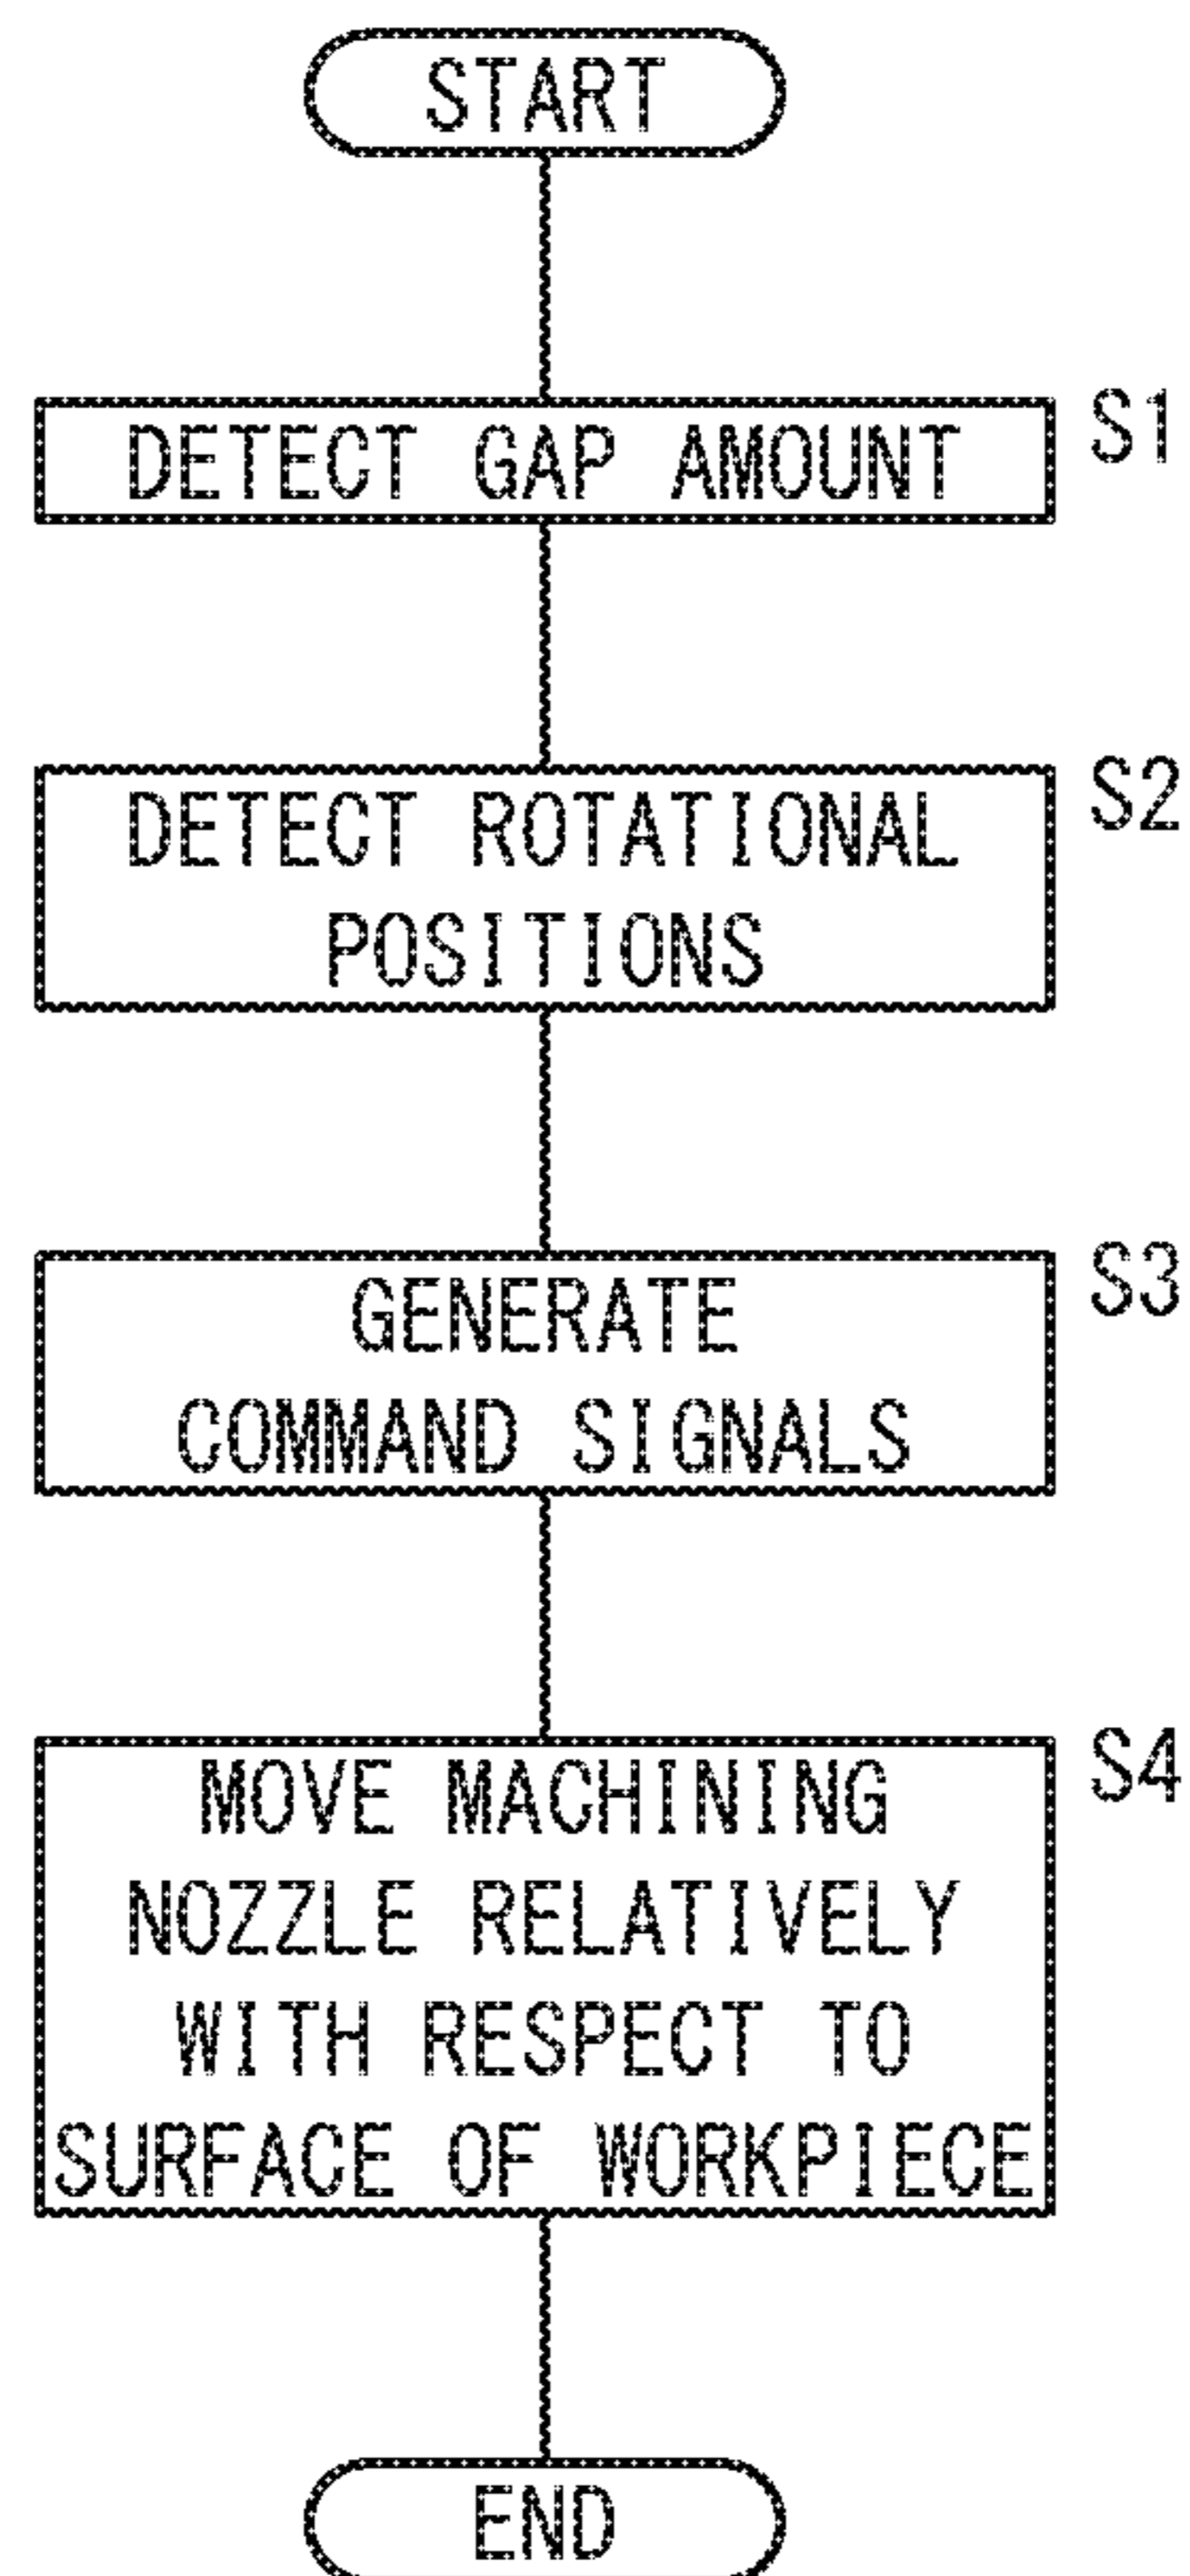 START
DETECT GAP AMOUNT
S1
DETECT ROTATIONAL
POSITIONS
S2
GENERATE
COMMAND SIGNALS
S3
MOVE MACHINING
NOZZLE RELATIVELY
WITH RESPECT TO
SURFACE OF WORKPIECE
S4
END